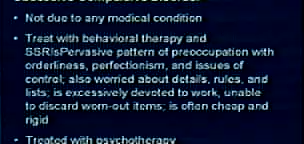 • Not due to any medical condition
• Treat with behavioral therapy and
SSRIsPervasive pattern of preoccupation with
orderliness, perfectionism, and issues of
control; also worried about details, rules, and
lists; is excessively devoted to work, unable
to discard worn-out items; is often cheap and
rigid
• Treated with psychotherapy